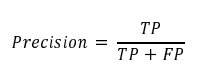 Precision = TP / TP + FP